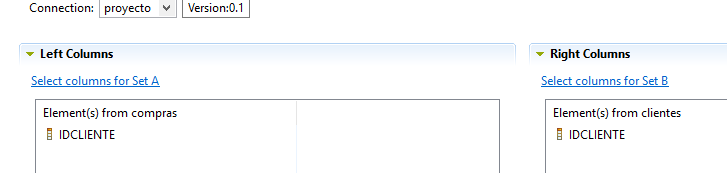 Connection: proyecto Version:0.1
Left Columns
Select columns for Set A
Element(s) from compras
IDCLIENTE
Right Columns
Select columns for Set B
Element(s) from clientes
IDCLIENTE